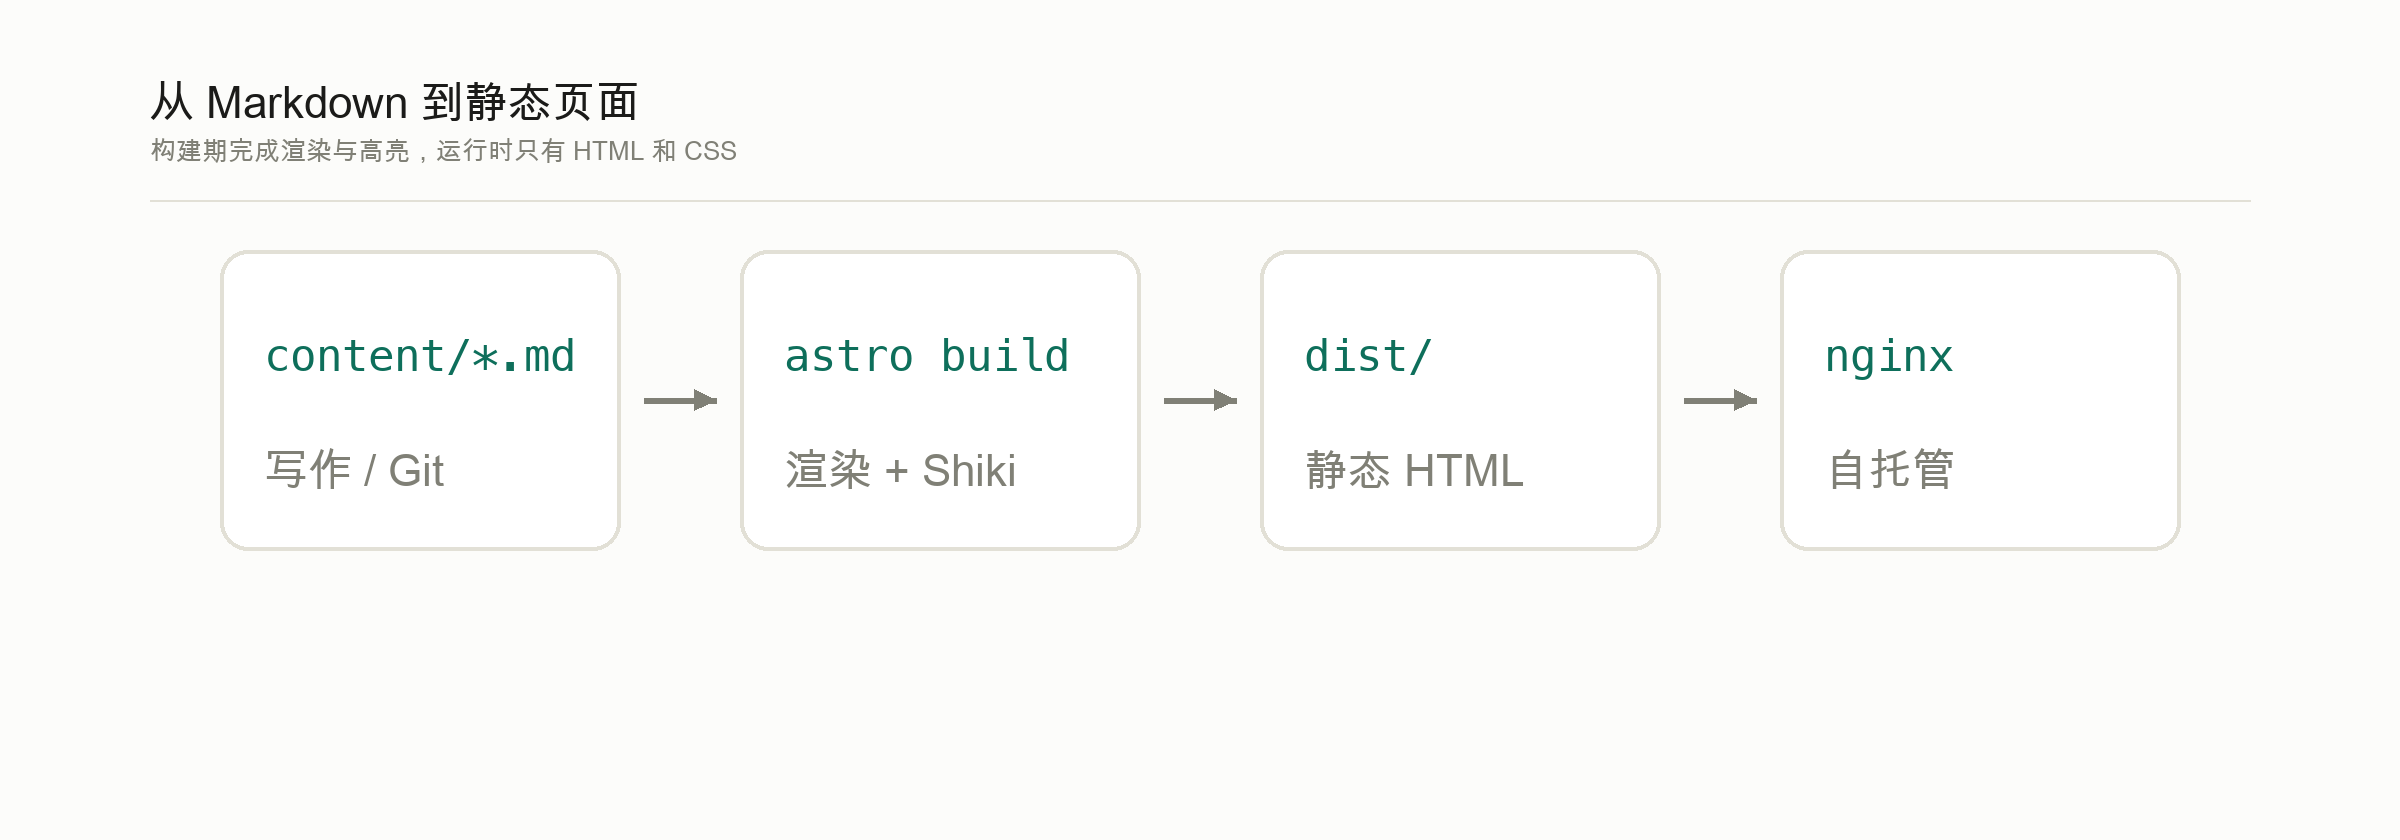 从 Markdown 到静态页面
构建期完成渲染与高亮，运行时只有 HTML 和 CSS
content/*.md
写作 / Git
astro build
渲染 + Shiki
dist/
静态 HTML
nginx
自托管